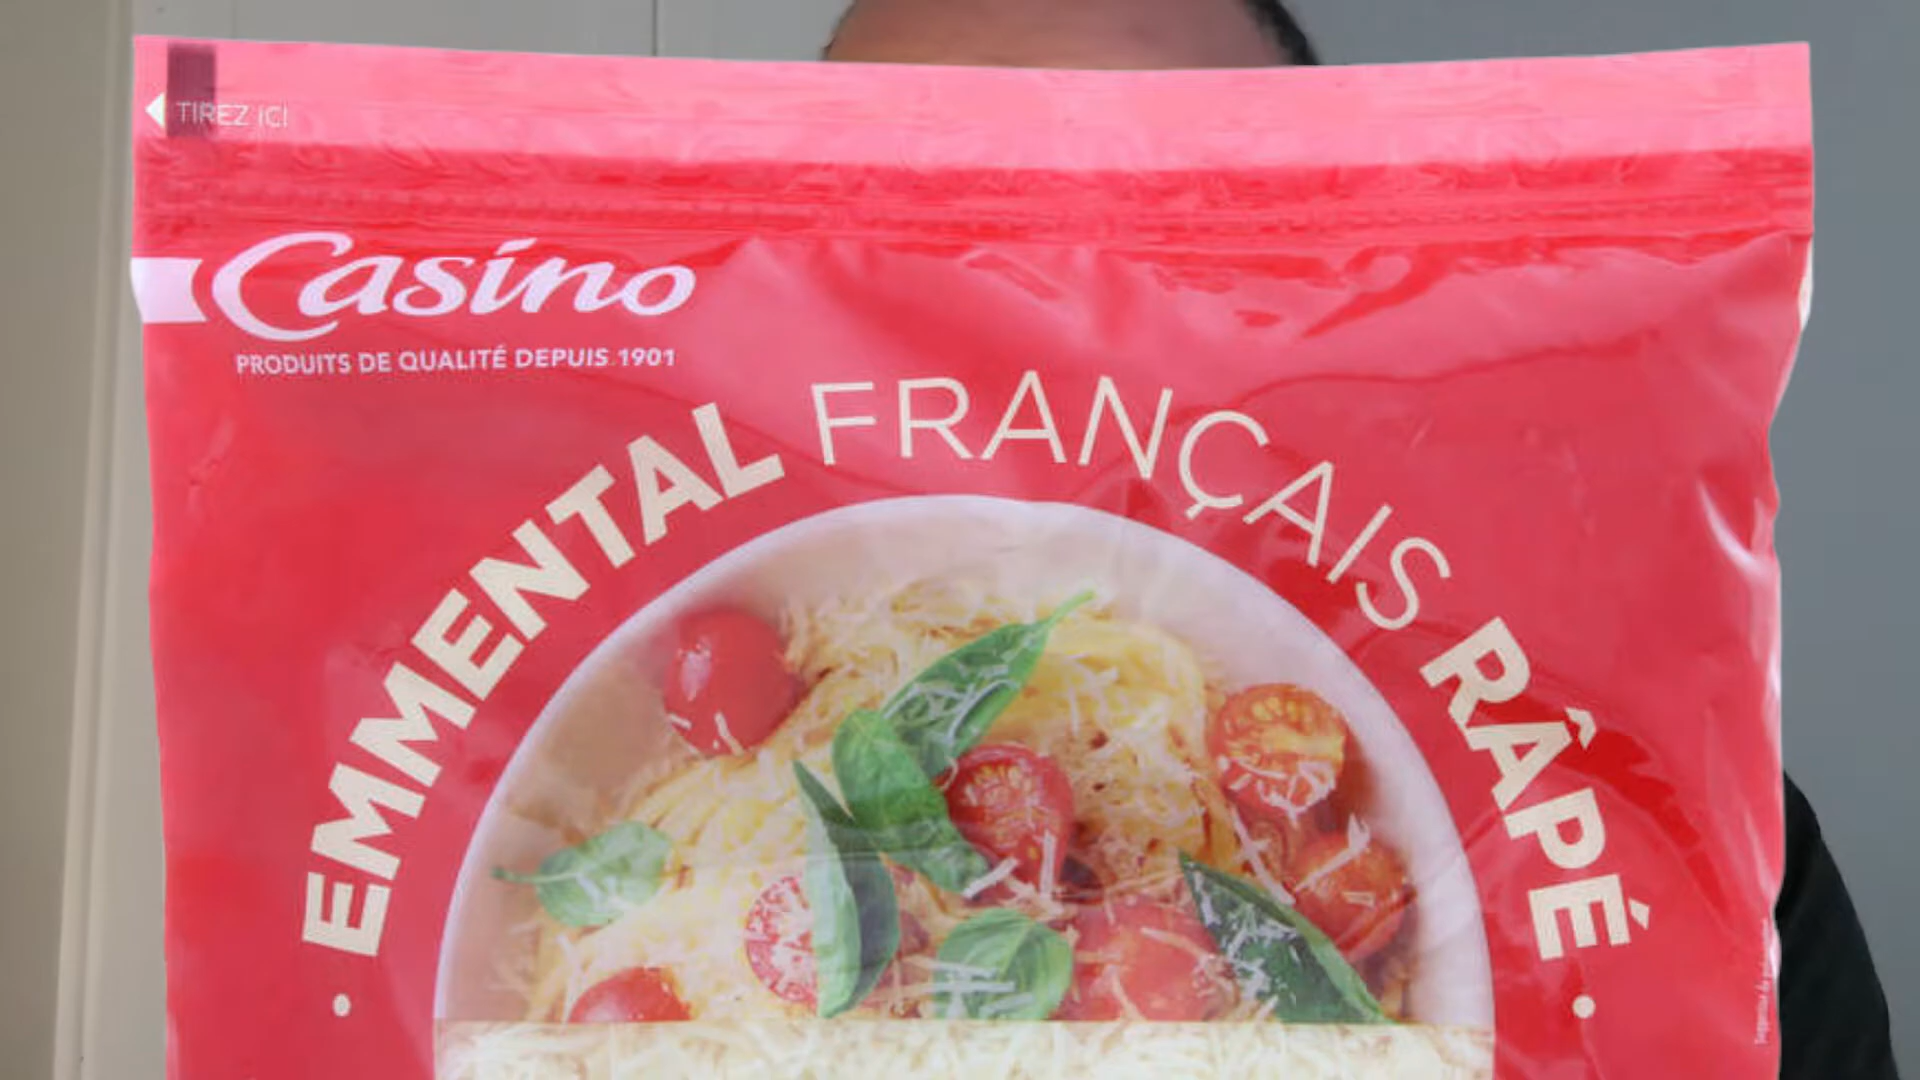 TIREZ ICI
Casino
PRODUITS DE QUALITÉ DEPUIS 1901
• EMMENTAL FRANÇAIS RÂPÉ •